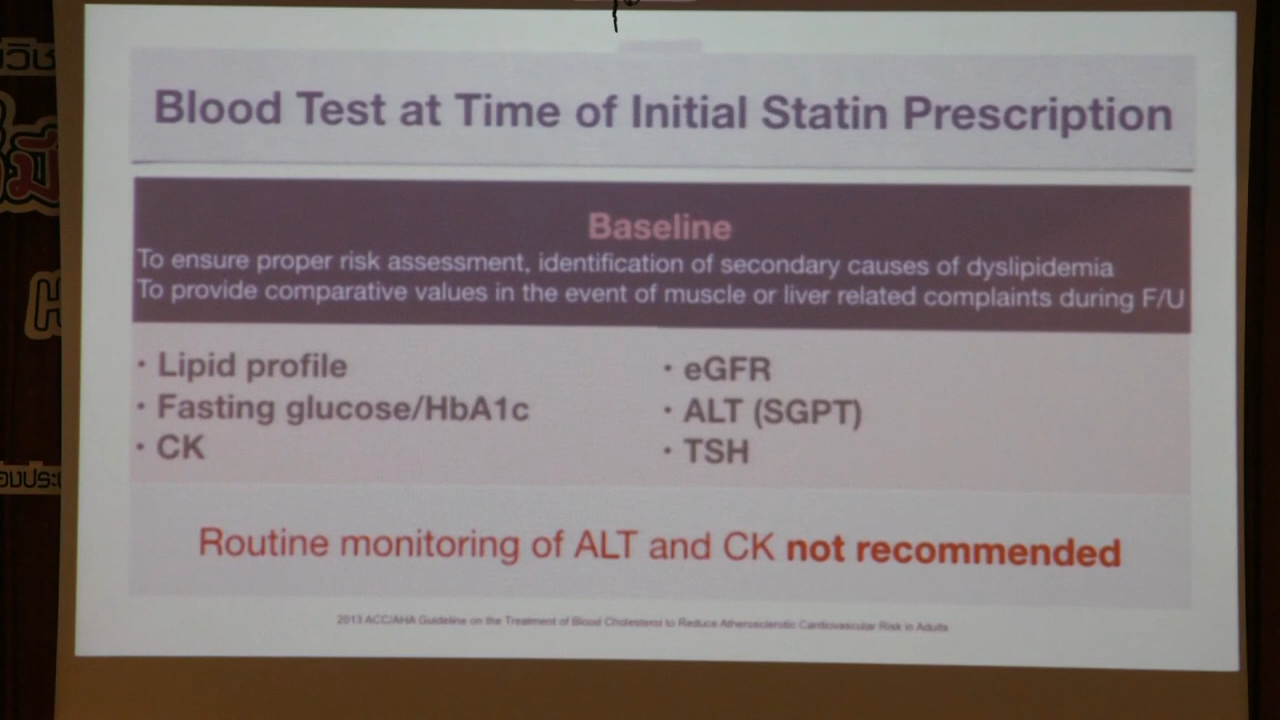 Blood Test at Time of Initial Statin Prescription
Baseline
To ensure proper risk assessment, identification of secondary causes of dyslipidemia
To provide comparative values in the event of muscle or liver related complaints during F/U
• Lipid profile
• Fasting glucose/HbA1c
• CK
• eGFR
• ALT (SGPT)
• TSH
Routine monitoring of ALT and CK not recommended
2013 ACC/AHA Guideline on the Treatment of Blood Cholesterol to Reduce Atherosclerotic Cardiovascular Risk in Adults